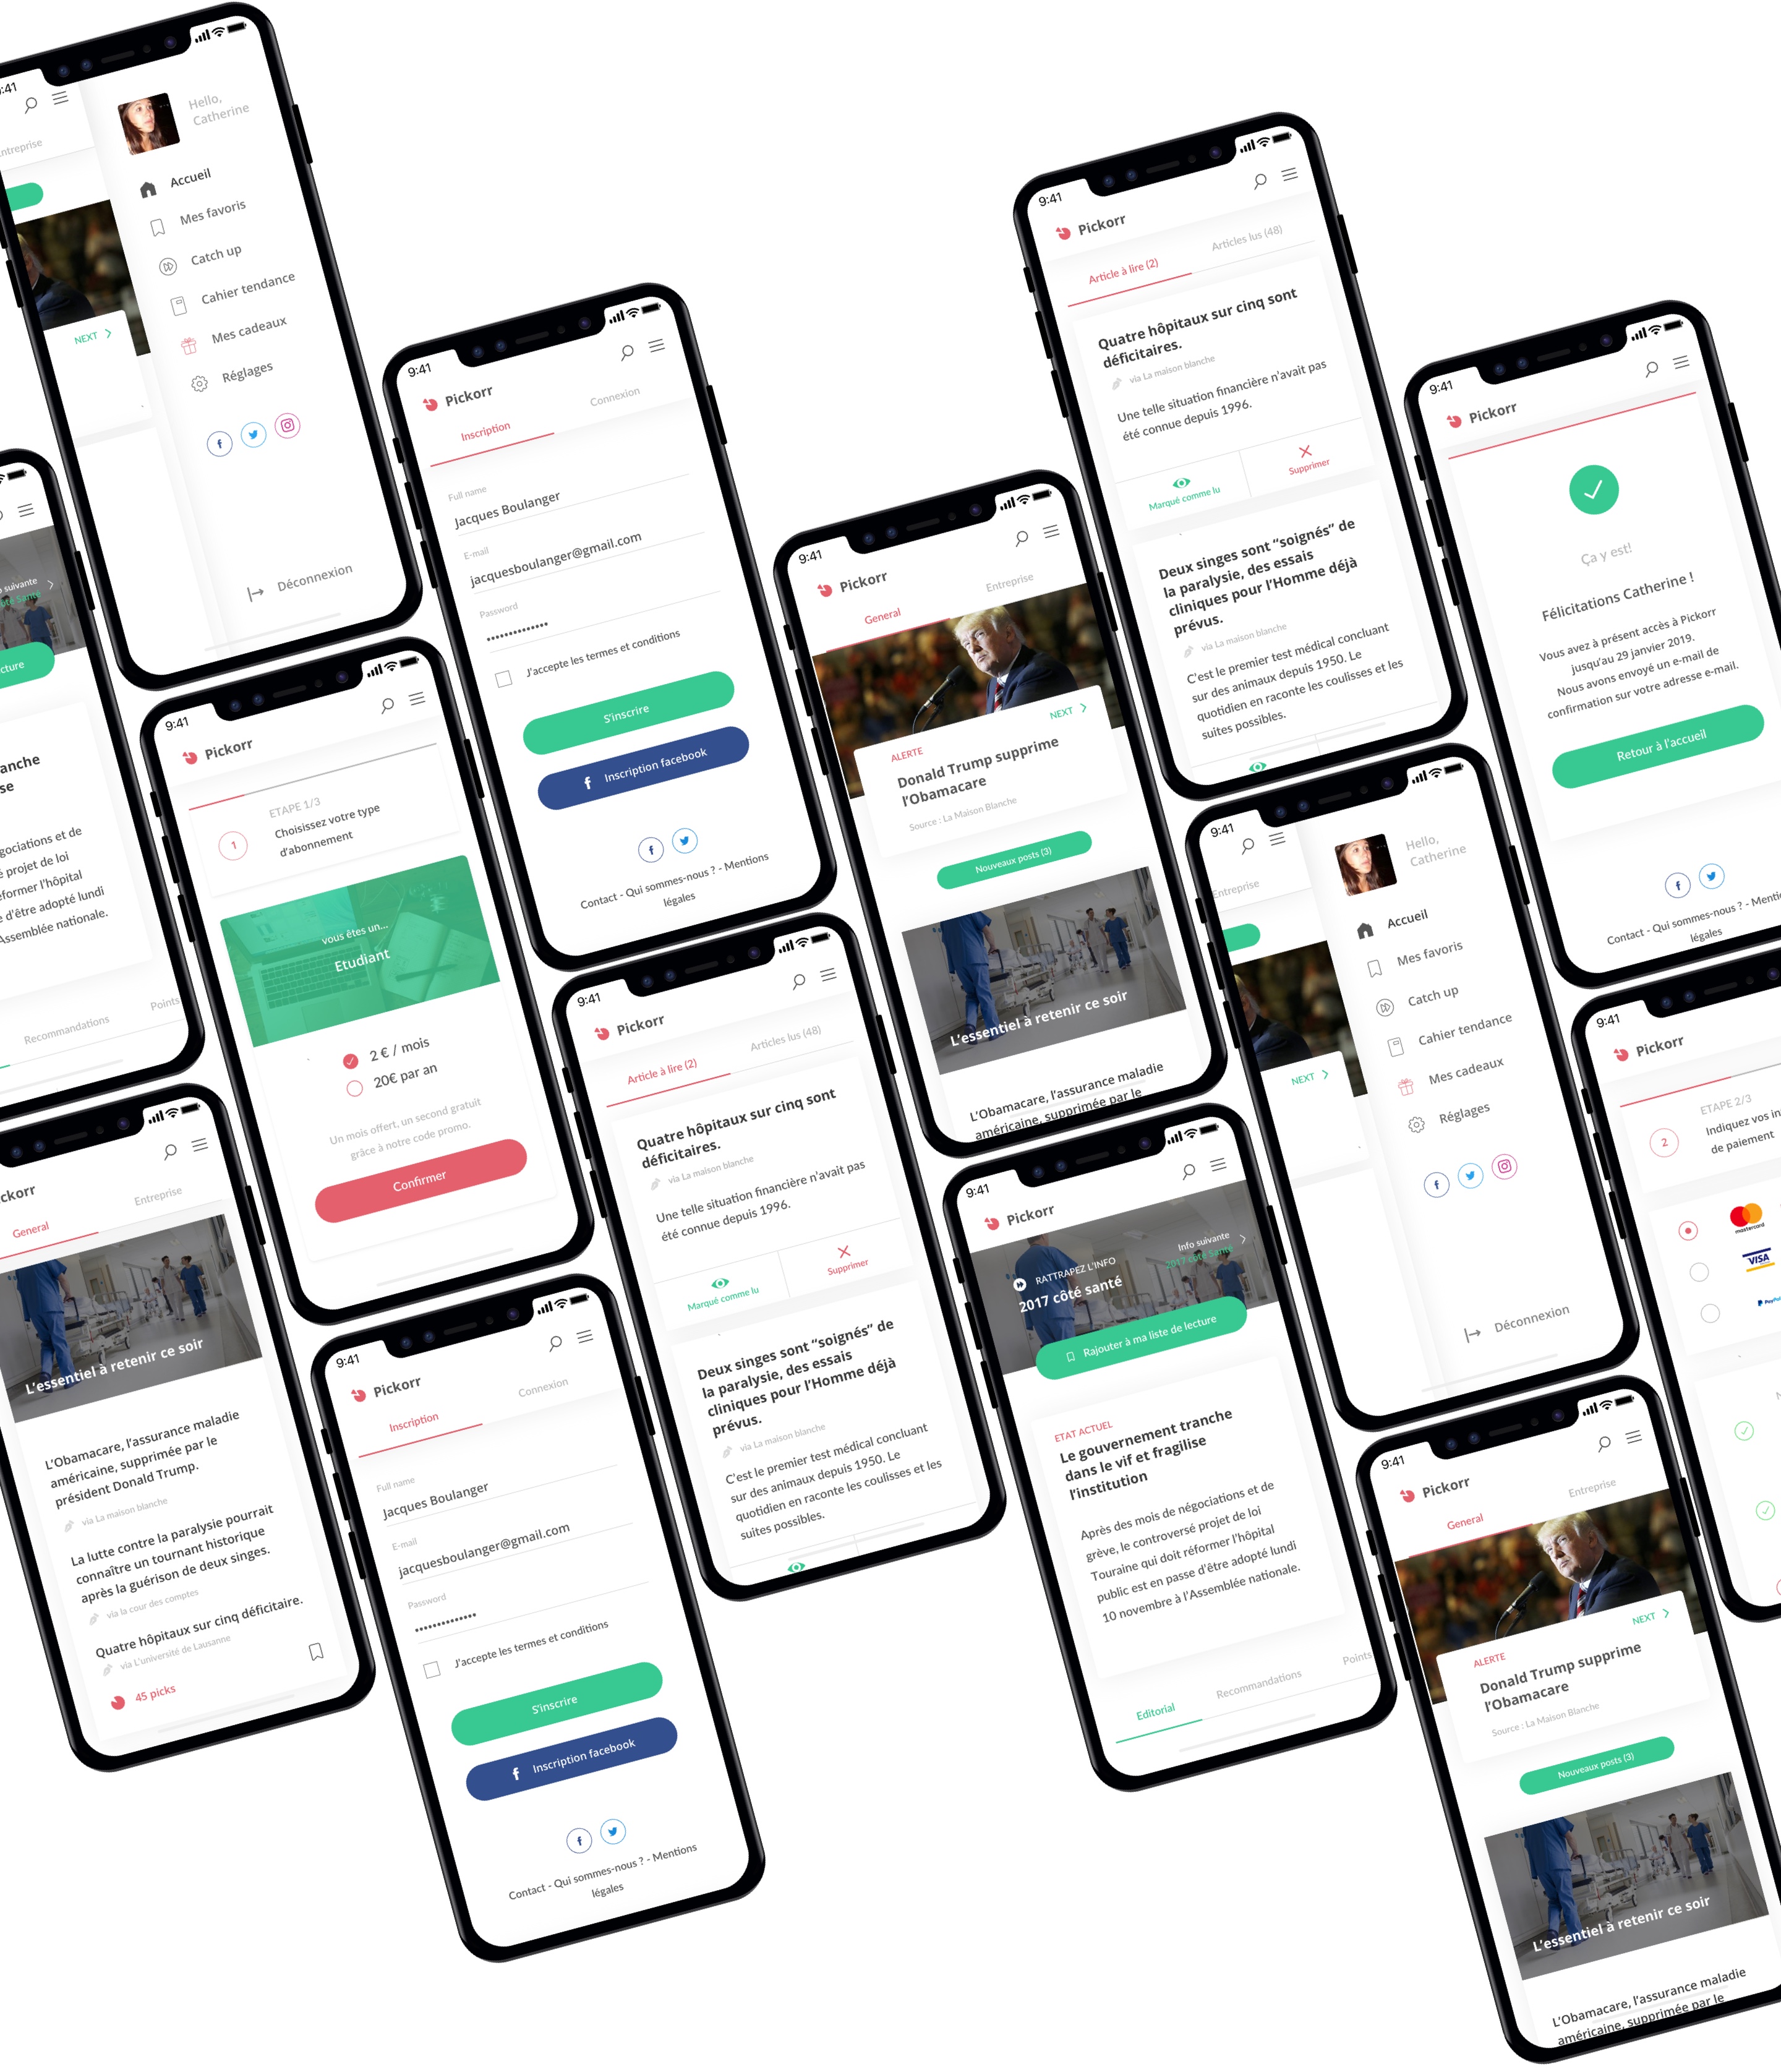 :41
Entreprise
NEXT
Hello,
Catherine
Accueil
Mes favoris
Catch up
Cahier tendance
Mes cadeaux
Réglages
Déconnexion
suivante
côté Santé
cture
anche
se
gociations et de
projet de loi
éformer l'hôpital
e d'être adopté lundi
Assemblée nationale.
Recommandations
Points
ckorr
General
Entreprise
L'essentiel à retenir ce soir
L'Obamacare, l'assurance maladie
américaine, supprimée par le
président Donald Trump.
via La maison blanche
La lutte contre la paralysie pourrait
connaître un tournant historique
après la guérison de deux singes.
via la cour des comptes
Quatre hôpitaux sur cinq déficitaire.
via L'université de Lausanne
45 picks
9:41
Pickorr
ETAPE 1/3
1
Choisissez votre type
d'abonnement
vous êtes un...
Etudiant
2 € / mois
20€ par an
Un mois offert, un second gratuit
grâce à notre code promo.
Confirmer
9:41
Pickorr
Inscription
Connexion
Full name
Jacques Boulanger
E-mail
jacquesboulanger@gmail.com
Password
J'accepte les termes et conditions
S'inscrire
Inscription facebook
Contact - Qui sommes-nous ? - Mentions
légales
9:41
Pickorr
Inscription
Connexion
Full name
Jacques Boulanger
E-mail
jacquesboulanger@gmail.com
Password
J'accepte les termes et conditions
S'inscrire
Inscription facebook
Contact - Qui sommes-nous ? - Mentions
légales
9:41
Pickorr
Article à lire (2)
Articles lus (48)
Quatre hôpitaux sur cinq sont
déficitaires.
via La maison blanche
Une telle situation financière n'avait pas
été connue depuis 1996.
Marqué comme lu
Supprimer
Deux singes sont “soignés” de
la paralysie, des essais
cliniques pour l'Homme déjà
prévus.
via La maison blanche
C'est le premier test médical concluant
sur des animaux depuis 1950. Le
quotidien en raconte les coulisses et les
suites possibles.
9:41
Pickorr
General
Entreprise
NEXT
ALERTE
Donald Trump supprime
l'Obamacare
Source : La Maison Blanche
Nouveaux posts (3)
L'essentiel à retenir ce soir
L'Obamacare, l'assurance maladie
américaine, supprimée par le
9:41
Pickorr
Info suivante
2017 côté Santé
RATTRAPEZ L'INFO
2017 côté santé
Rajouter à ma liste de lecture
ETAT ACTUEL
Le gouvernement tranche
dans le vif et fragilise
l'institution
Après des mois de négociations et de
grève, le controversé projet de loi
Touraine qui doit réformer l'hôpital
public est en passe d'être adopté lundi
10 novembre à l'Assemblée nationale.
Editorial
Recommandations
Points
9:41
Pickorr
Article à lire (2)
Articles lus (48)
Quatre hôpitaux sur cinq sont
déficitaires.
via La maison blanche
Une telle situation financière n'avait pas
été connue depuis 1996.
Marqué comme lu
Supprimer
Deux singes sont “soignés” de
la paralysie, des essais
cliniques pour l'Homme déjà
prévus.
via La maison blanche
C'est le premier test médical concluant
sur des animaux depuis 1950. Le
quotidien en raconte les coulisses et les
suites possibles.
9:41
Entreprise
NEXT
Hello,
Catherine
Accueil
Mes favoris
Catch up
Cahier tendance
Mes cadeaux
Réglages
Déconnexion
9:41
Pickorr
Ça y est!
Félicitations Catherine !
Vous avez à présent accès à Pickorr
jusqu'au 29 janvier 2019.
Nous avons envoyé un e-mail de
confirmation sur votre adresse e-mail.
Retour à l'accueil
Contact - Qui sommes-nous ? - Mentio
légales
9:41
Pickorr
ETAPE 2/3
2
Indiquez vos in
de paiement
mastercard
VISA
PayPal
9:41
Pickorr
General
Entreprise
NEXT
ALERTE
Donald Trump supprime
l'Obamacare
Source : La Maison Blanche
Nouveaux posts (3)
L'essentiel à retenir ce soir
L'Obamacare, l'assurance maladie
américaine, supprimée par le